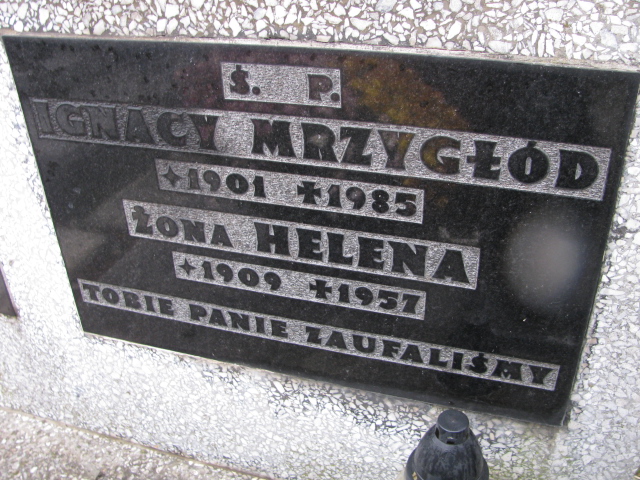 Ś. P.
IGNACY MRZYGŁÓD
✦1901 ✝1985
ŻONA HELENA
✦1909 ✝1957
TOBIE PANIE ZAUFALIŚMY